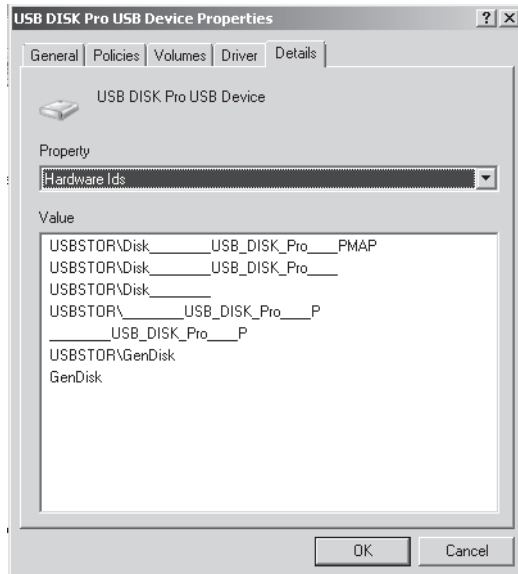 USB DISK Pro USB Device Properties
General Policies Volumes Driver Details
USB DISK Pro USB Device
Property
Hardware Ids
Value
USBSTOR\Disk________USB_DISK_Pro____PMAP
USBSTOR\Disk________USB_DISK_Pro____
USBSTOR\Disk________
USBSTOR\________USB_DISK_Pro____P
________USB_DISK_Pro____P
USBSTOR\GenDisk
GenDisk
OK Cancel